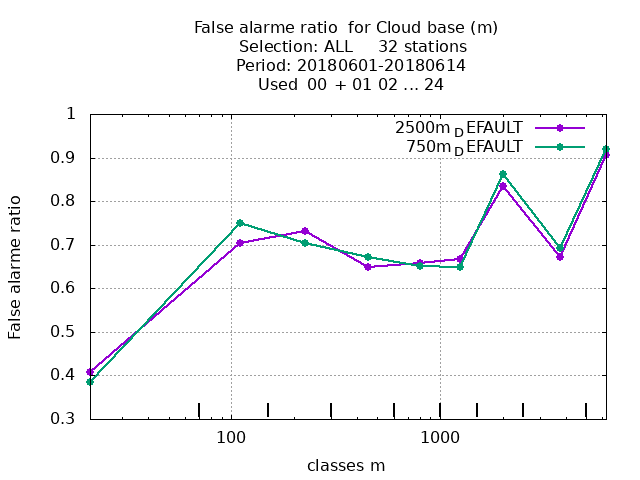 False alarme ratio  for Cloud base (m)
Selection: ALL     32 stations
Period: 20180601-20180614
Used  00  + 01 02 ... 24
1
2500m_DEFAULT
750m_DEFAULT
0.9
0.8
0.7
0.6
0.5
0.4
0.3
False alarme ratio
100
1000
classes m